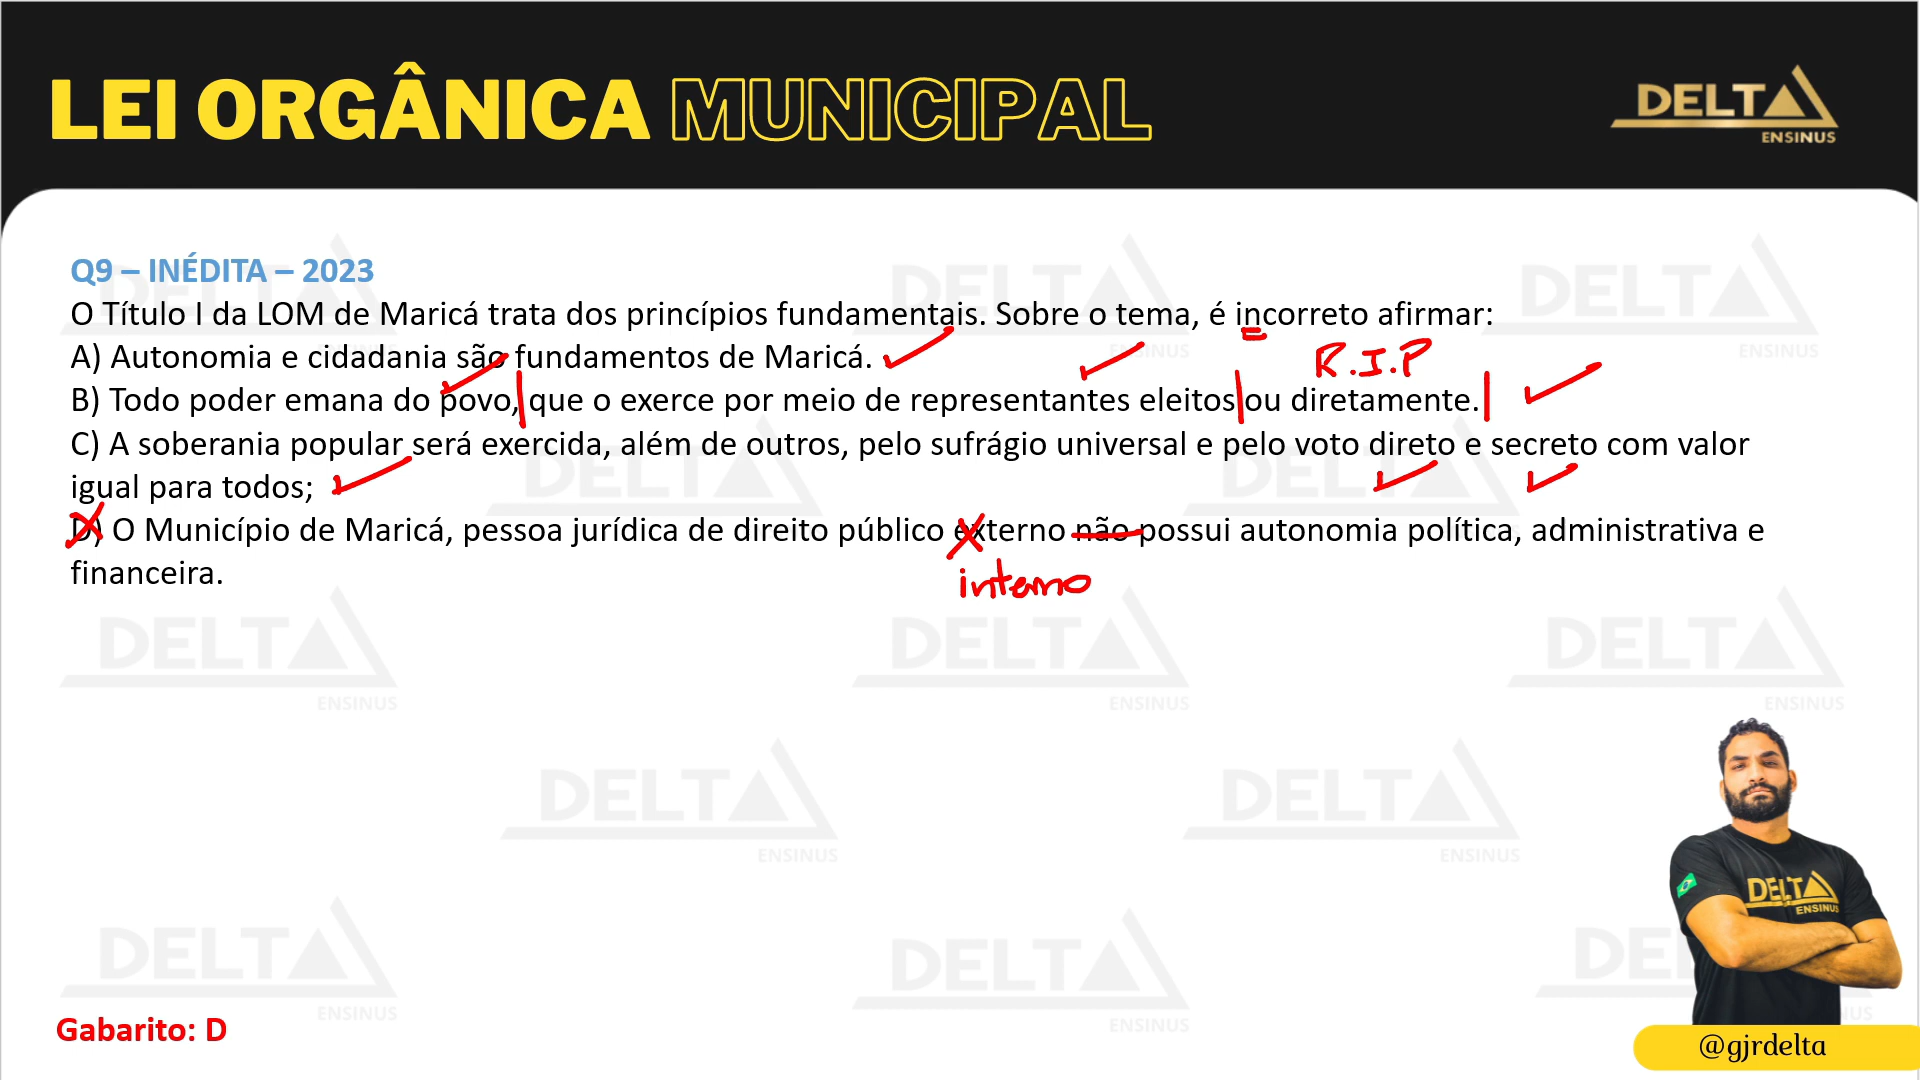 LEI ORGÂNICA MUNICIPAL
DELTA
ENSINUS
Q9 – INÉDITA – 2023
O Título I da LOM de Maricá trata dos princípios fundamentais. Sobre o tema, é incorreto afirmar:
A) Autonomia e cidadania são fundamentos de Maricá.
R.I.P
B) Todo poder emana do povo, que o exerce por meio de representantes eleitos ou diretamente.
C) A soberania popular será exercida, além de outros, pelo sufrágio universal e pelo voto direto e secreto com valor
igual para todos;
D) O Município de Maricá, pessoa jurídica de direito público externo não possui autonomia política, administrativa e
financeira.
interno
DELTA
ENSINUS
Gabarito: D
@gjrdelta